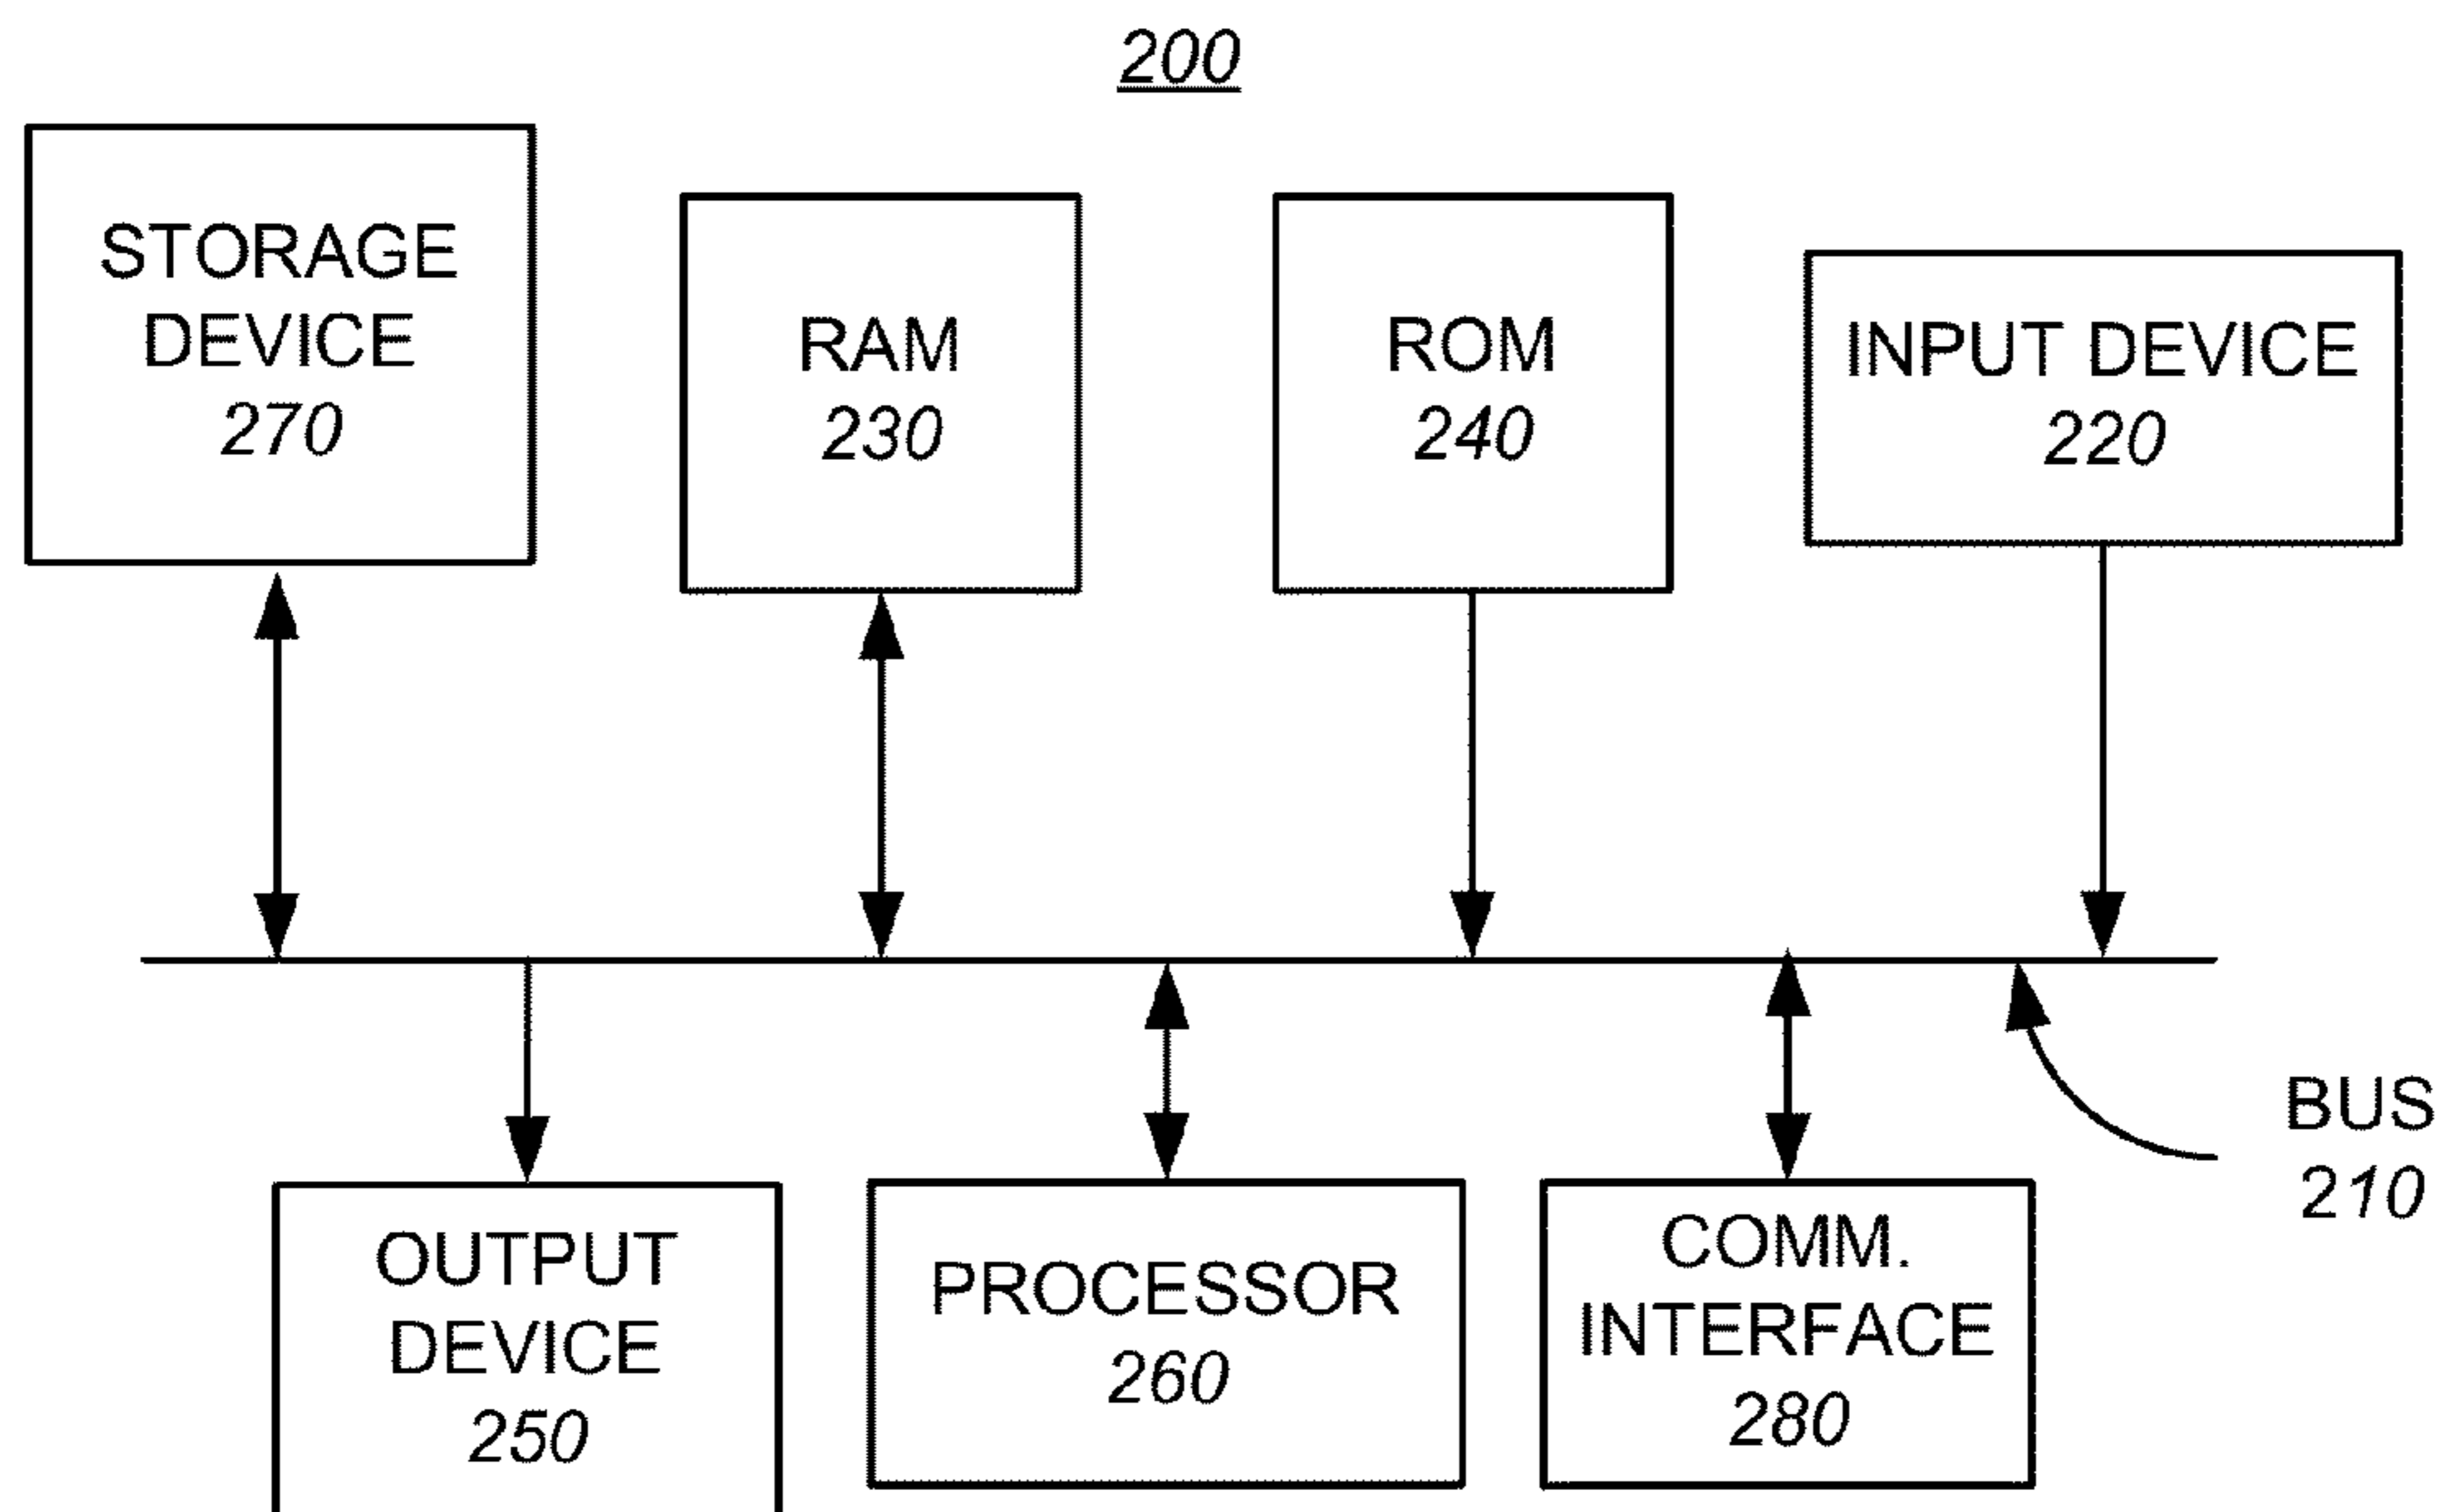 200
STORAGE
DEVICE
270
RAM
230
ROM
240
INPUT DEVICE
220
BUS
210
OUTPUT
DEVICE
250
PROCESSOR
260
COMM.
INTERFACE
280